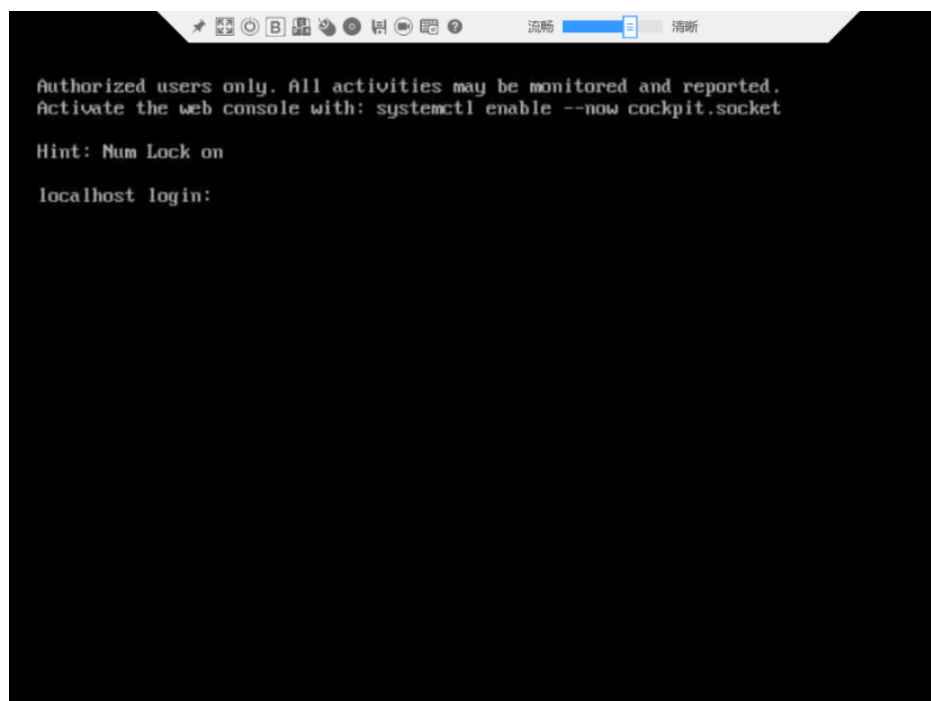 B
流畅 清晰
Authorized users only. All activities may be monitored and reported.
Activate the web console with: systemctl enable --now cockpit.socket
Hint: Num Lock on
localhost login: